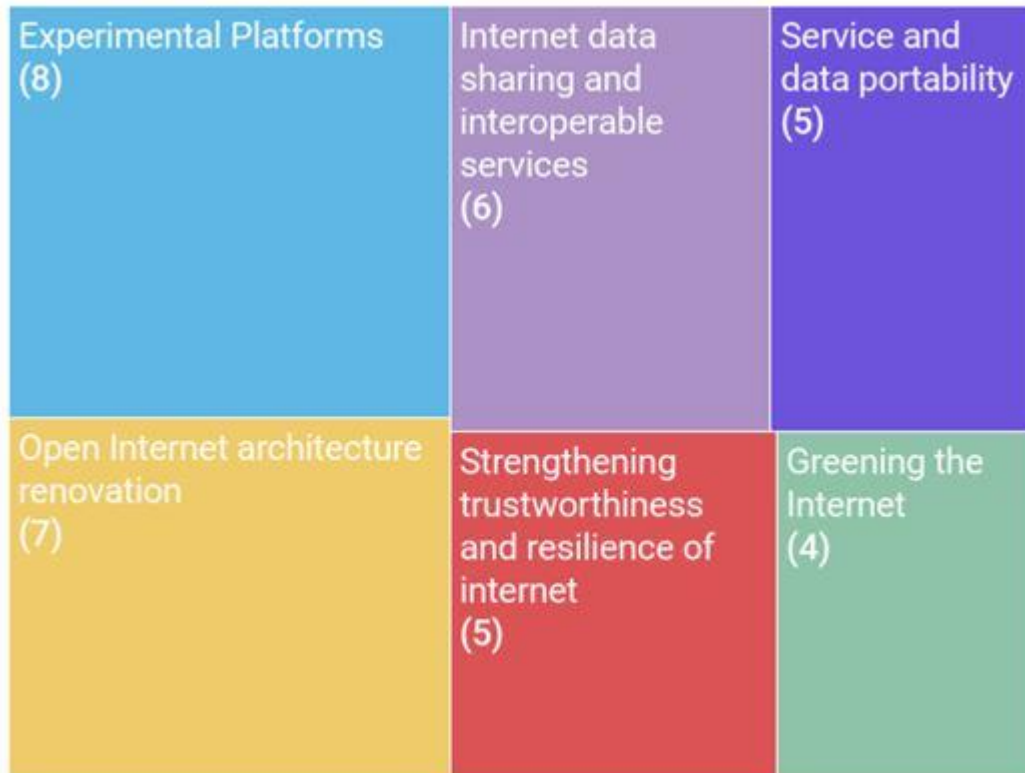 Experimental Platforms
(8)
Internet data
sharing and
interoperable
services
(6)
Service and
data portability
(5)
Open Internet architecture
renovation
(7)
Strengthening
trustworthiness
and resilience of
internet
(5)
Greening the
Internet
(4)